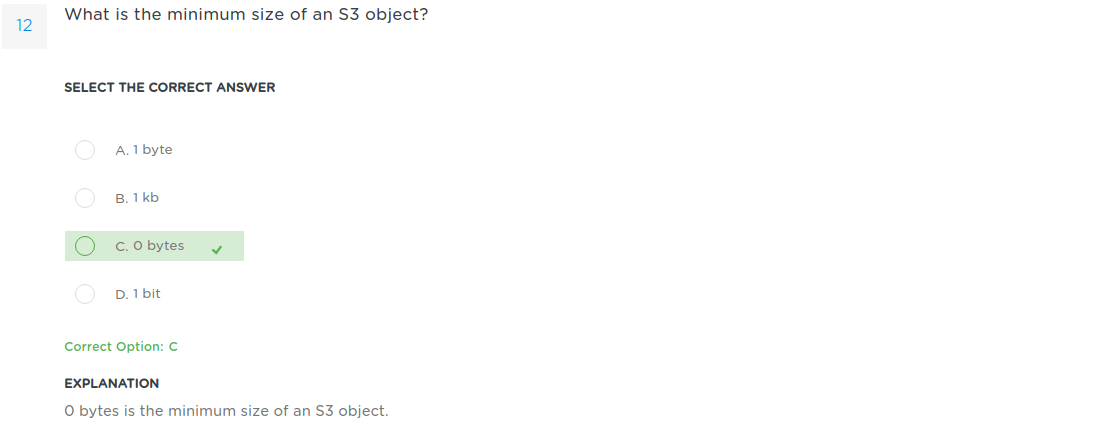 12
What is the minimum size of an S3 object?
SELECT THE CORRECT ANSWER
A. 1 byte
B. 1 kb
C. 0 bytes
D. 1 bit
Correct Option: C
EXPLANATION
0 bytes is the minimum size of an S3 object.